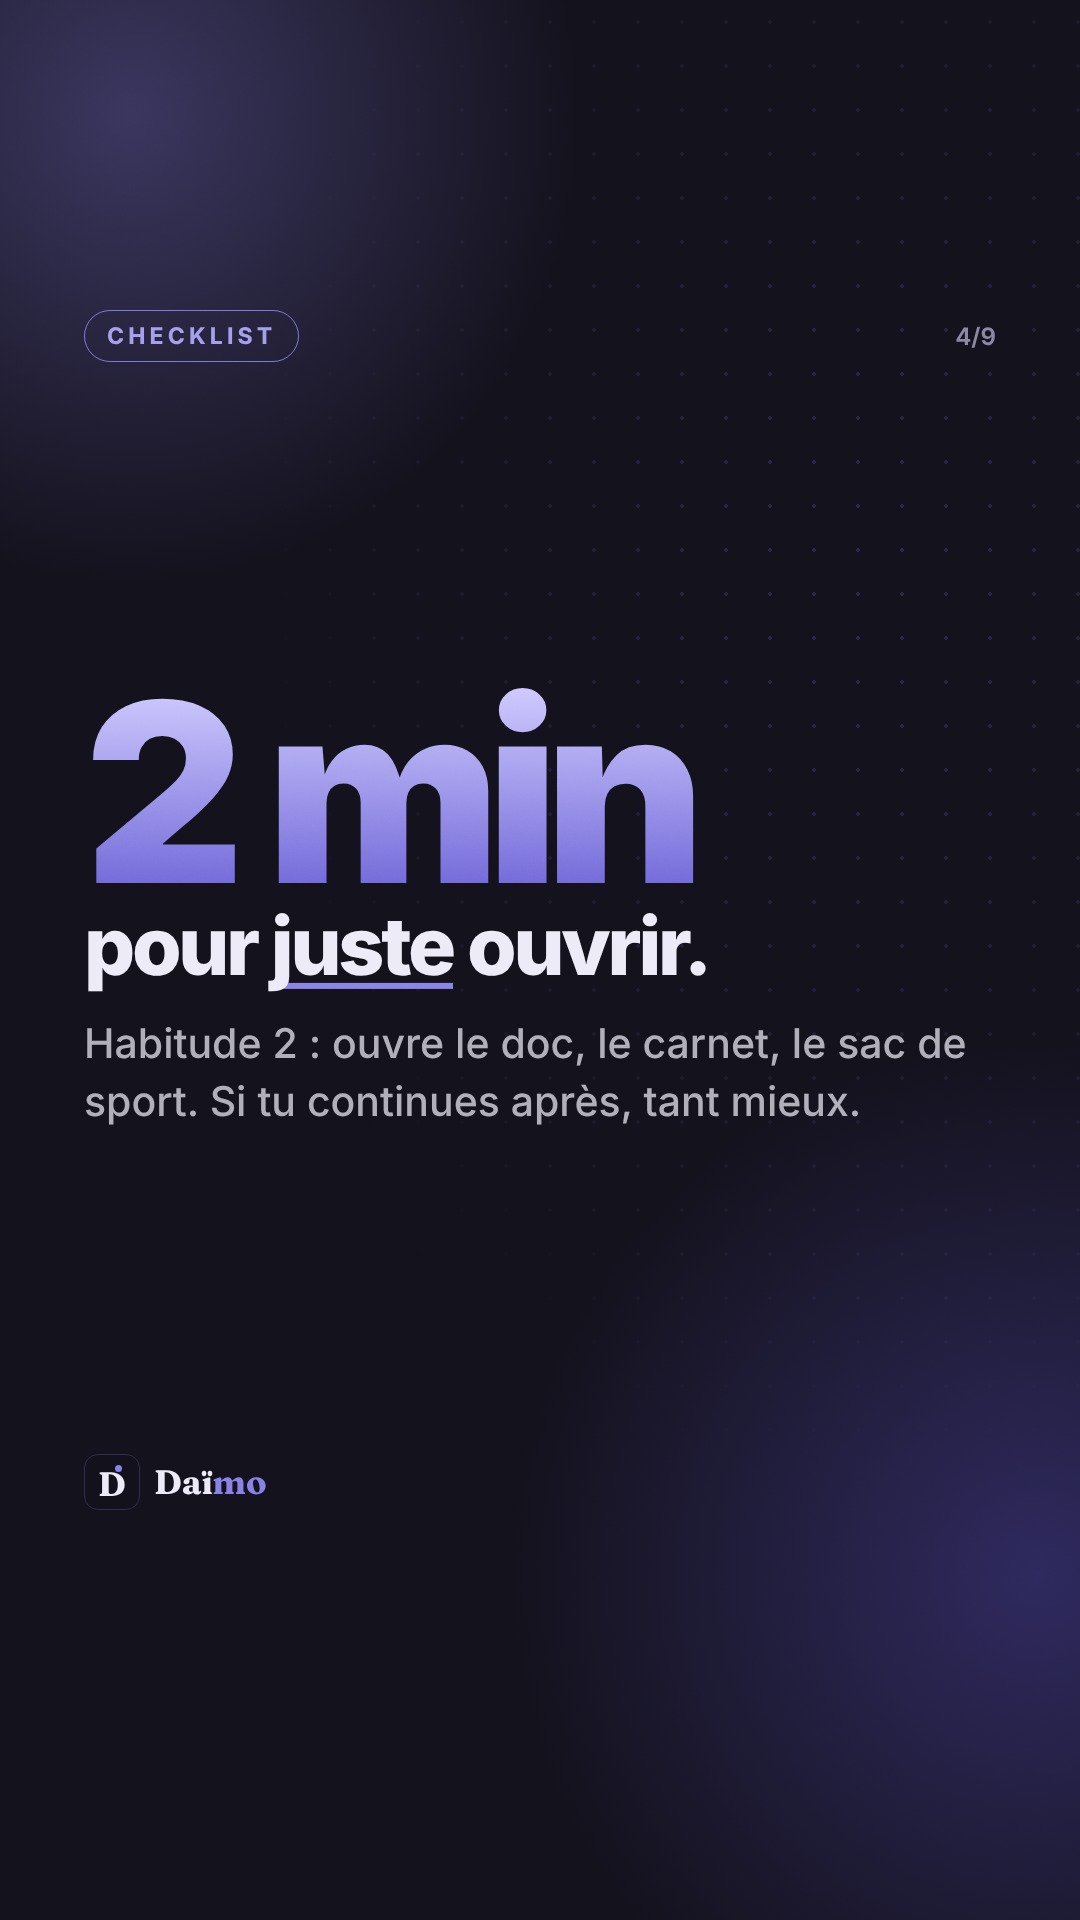 CHECKLIST
4/9
2 min
pour juste ouvrir.
Habitude 2 : ouvre le doc, le carnet, le sac de
sport. Si tu continues après, tant mieux.
D Daïmo